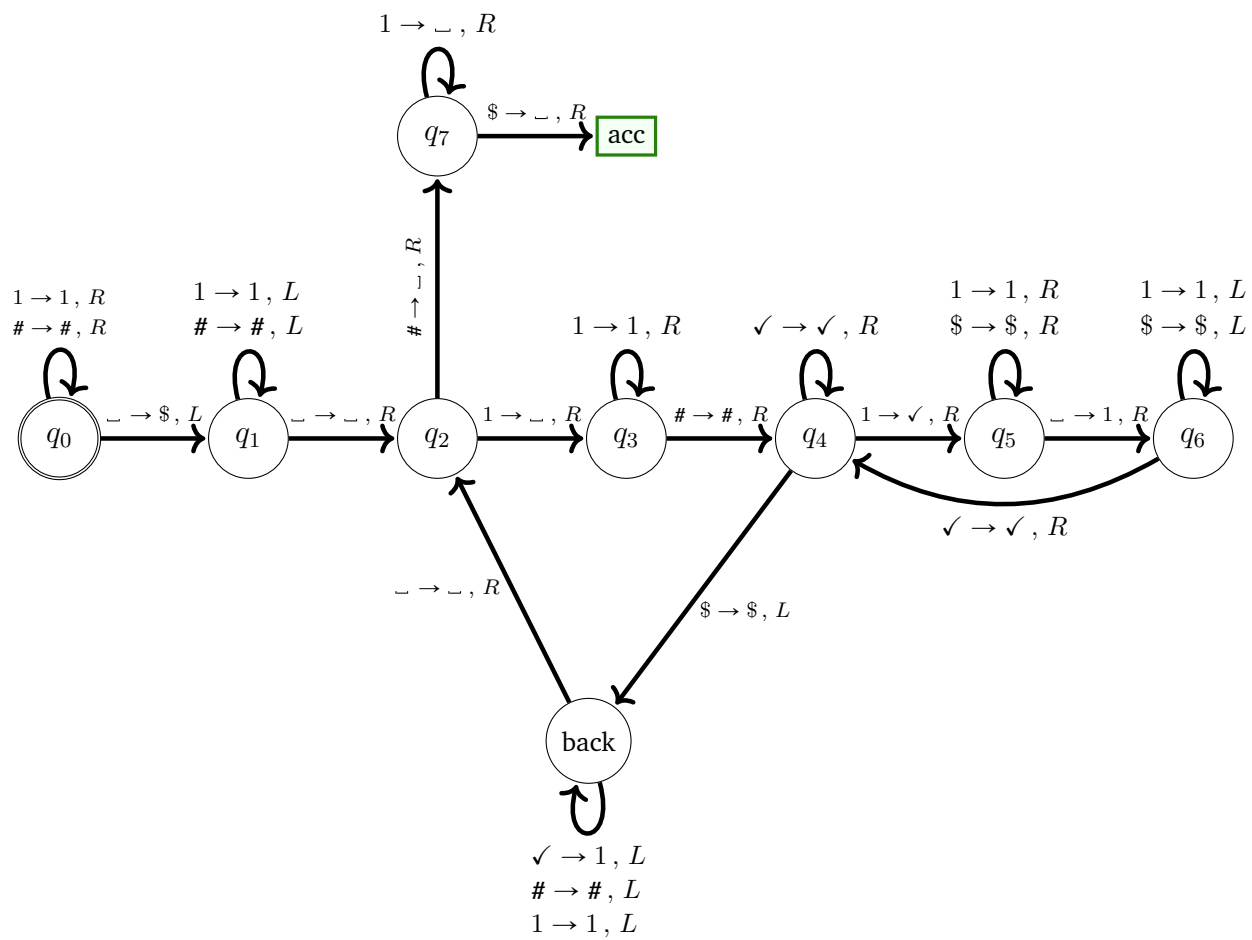 1 → ␣ , R
$ → ␣ , R
q₇
acc
# → ␣ , R
1 → 1 , R
# → # , R
1 → 1 , L
# → # , L
1 → 1 , R
✓ → ✓ , R
1 → 1 , R
$ → $ , R
1 → 1 , L
$ → $ , L
q₀
␣ → $ , L
q₁
␣ → ␣ , R
q₂
1 → ␣ , R
q₃
# → # , R
q₄
1 → ✓ , R
q₅
␣ → 1 , R
q₆
✓ → ✓ , R
␣ → ␣ , R
$ → $ , L
back
✓ → 1 , L
# → # , L
1 → 1 , L